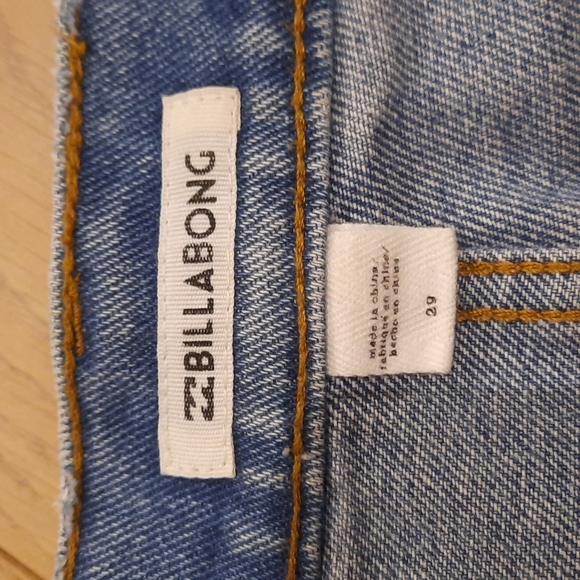 BILLABONG
made in china/
fabriqué en chine/
hecho en china
29